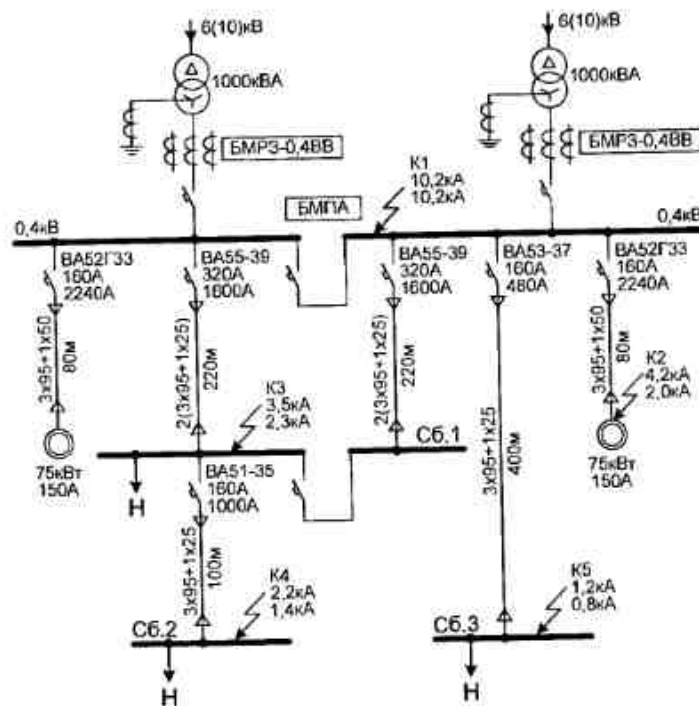 6(10)кВ
1000кВА
БМРЗ-0,4ВВ
6(10)кВ
1000кВА
БМРЗ-0,4ВВ
К1
10,2кА
10,2кА
БМПА
0,4кВ
0,4кВ
ВА52Г33
160А
2240А
ВА55-39
320А
1600А
ВА55-39
320А
1600А
ВА53-37
160А
480А
ВА52Г33
160А
2240А
3х95+1х50
80м
2(3х95+1х25)
220м
2(3х95+1х25)
220м
3х95+1х25
400м
3х95+1х50
80м
К2
4,2кА
2,0кА
75кВт
150А
75кВт
150А
К3
3,5кА
2,3кА
Сб.1
Н
ВА51-35
160А
1000А
3х95+1х25
100м
К4
2,2кА
1,4кА
Сб.2
Н
К5
1,2кА
0,8кА
Сб.3
Н